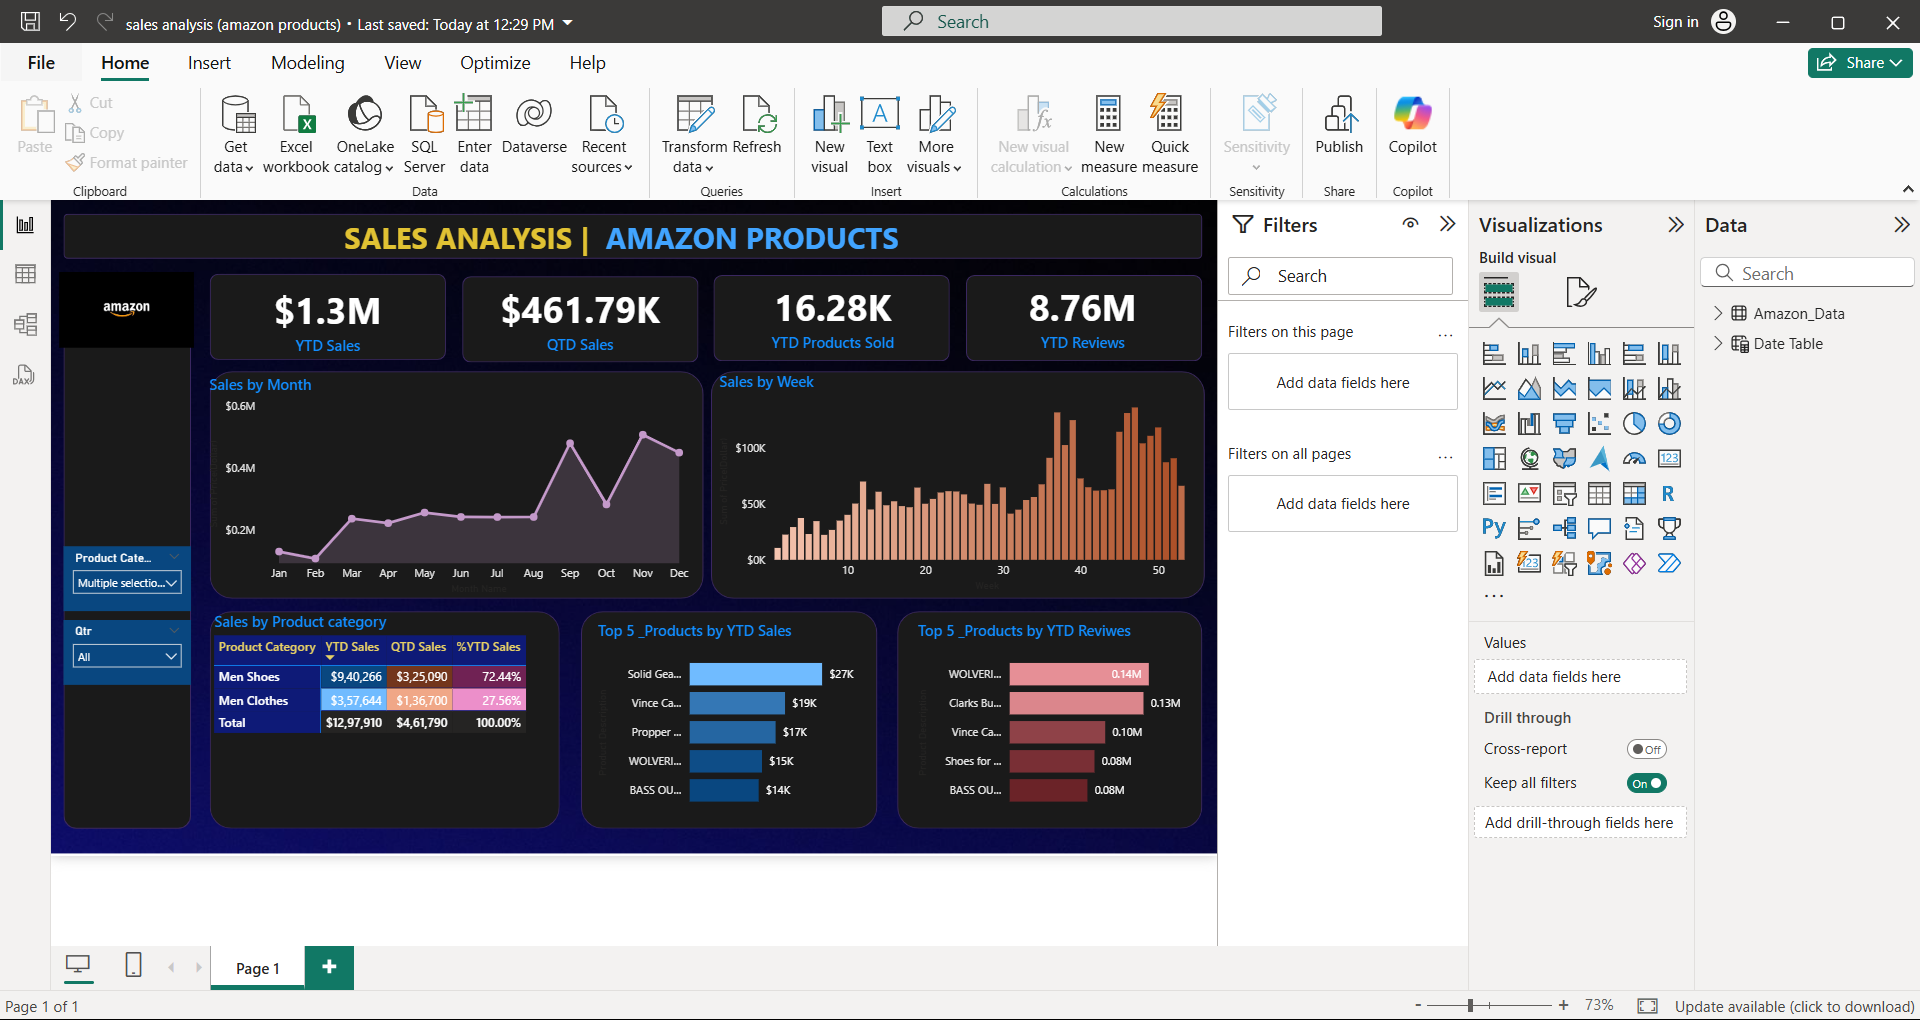 sales analysis (amazon products) • Last saved: Today at 12:29 PM
Search
Sign in
File
Home
Insert
Modeling
View
Optimize
Help
Share
Paste
Cut
Copy
Format painter
Clipboard
Get data
Excel workbook
OneLake catalog
SQL Server
Enter data
Dataverse
Recent sources
Data
Transform data
Refresh
Queries
New visual
Text box
More visuals
Insert
New visual calculation
New measure
Quick measure
Calculations
Sensitivity
Sensitivity
Publish
Share
Copilot
Copilot
SALES ANALYSIS | AMAZON PRODUCTS
amazon
$1.3M
YTD Sales
$461.79K
QTD Sales
16.28K
YTD Products Sold
8.76M
YTD Reviews
Product Cate...
Multiple selectio...
Qtr
All
Sales by Month
$0.6M
$0.4M
$0.2M
Jan Feb Mar Apr May Jun Jul Aug Sep Oct Nov Dec
Month Name
Sales by Week
$100K
$50K
$0K
10 20 30 40 50
Week
Sales by Product category
Product Category YTD Sales QTD Sales %YTD Sales
Men Shoes $9,40,266 $3,25,090 72.44%
Men Clothes $3,57,644 $1,36,700 27.56%
Total $12,97,910 $4,61,790 100.00%
Top 5 _Products by YTD Sales
Solid Gea... $27K
Vince Ca... $19K
Propper ... $17K
WOLVERI... $15K
BASS OU... $14K
Top 5 _Products by YTD Reviwes
WOLVERI... 0.14M
Clarks Bu... 0.13M
Vince Ca... 0.10M
Shoes for ... 0.08M
BASS OU... 0.08M
Filters
Search
Filters on this page
...
Add data fields here
Filters on all pages
...
Add data fields here
Visualizations
Build visual
123
R
Py
123
...
Values
Add data fields here
Drill through
Cross-report
Off
Keep all filters
On
Add drill-through fields here
Data
Search
Amazon_Data
Date Table
DAX
Page 1
+
Page 1 of 1
- + 73%
Update available (click to download)